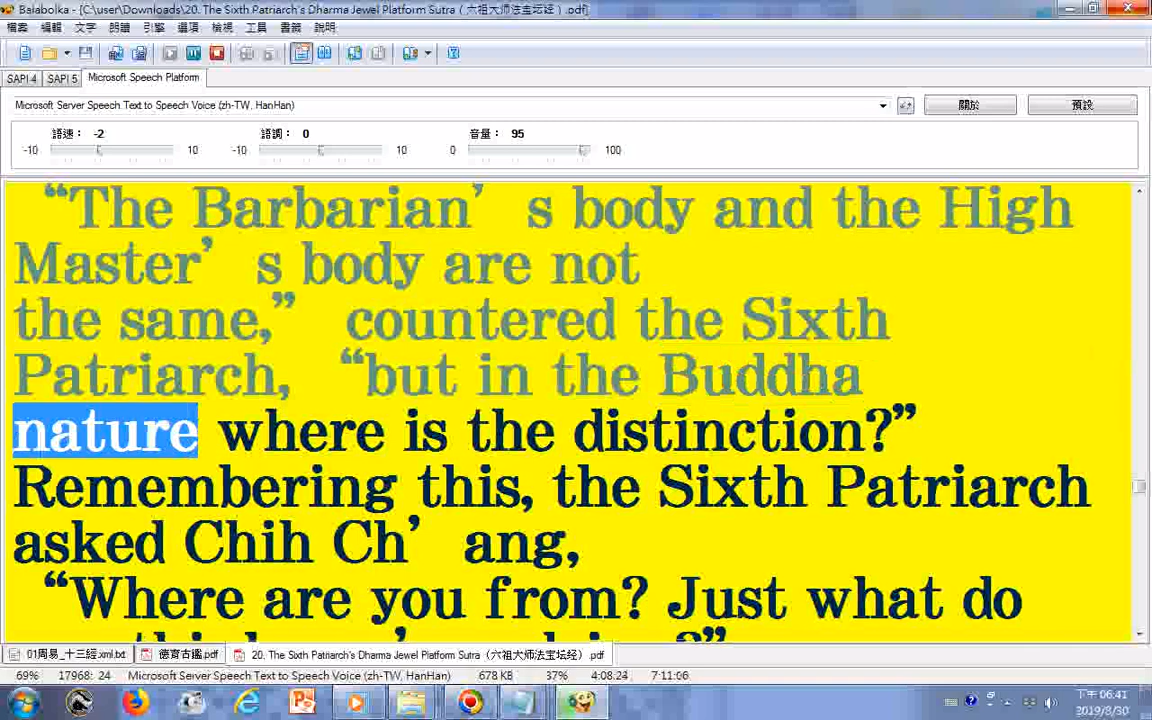 Balabolka - [C:\user\Downloads\20. The Sixth Patriarch's Dharma Jewel Platform Sutra（六祖大师法宝坛经）.pdf]
檔案 編輯 文字 朗讀 引擎 選項 檢視 工具 書籤 說明
SAPI 4 SAPI 5 Microsoft Speech Platform
Microsoft Server Speech Text to Speech Voice (zh-TW, HanHan) 關於 預設
語速： -2 語調： 0 音量： 95
-10 10 -10 10 0 100
“The Barbarian’s body and the High
Master’s body are not
the same,” countered the Sixth
Patriarch, “but in the Buddha
nature where is the distinction?”
Remembering this, the Sixth Patriarch
asked Chih Ch’ang,
“Where are you from? Just what do
01周易_十三經.xml.txt 德育古鑑.pdf 20. The Sixth Patriarch's Dharma Jewel Platform Sutra（六祖大师法宝坛经）.pdf
69% 17968: 24 Microsoft Server Speech Text to Speech Voice (zh-TW, HanHan) 678 KB 37% 4:08:24 7:11:06
下午 06:41
2019/8/30